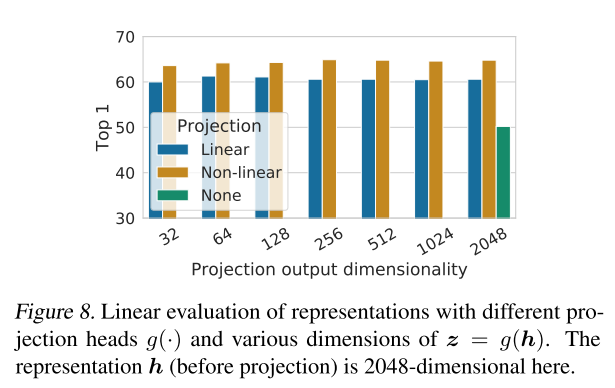 70
60
50
40
30
Top 1
Projection
Linear
Non-linear
None
32 64 128 256 512 1024 2048
Projection output dimensionality
Figure 8. Linear evaluation of representations with different pro-
jection heads g(·) and various dimensions of z = g(h). The
representation h (before projection) is 2048-dimensional here.